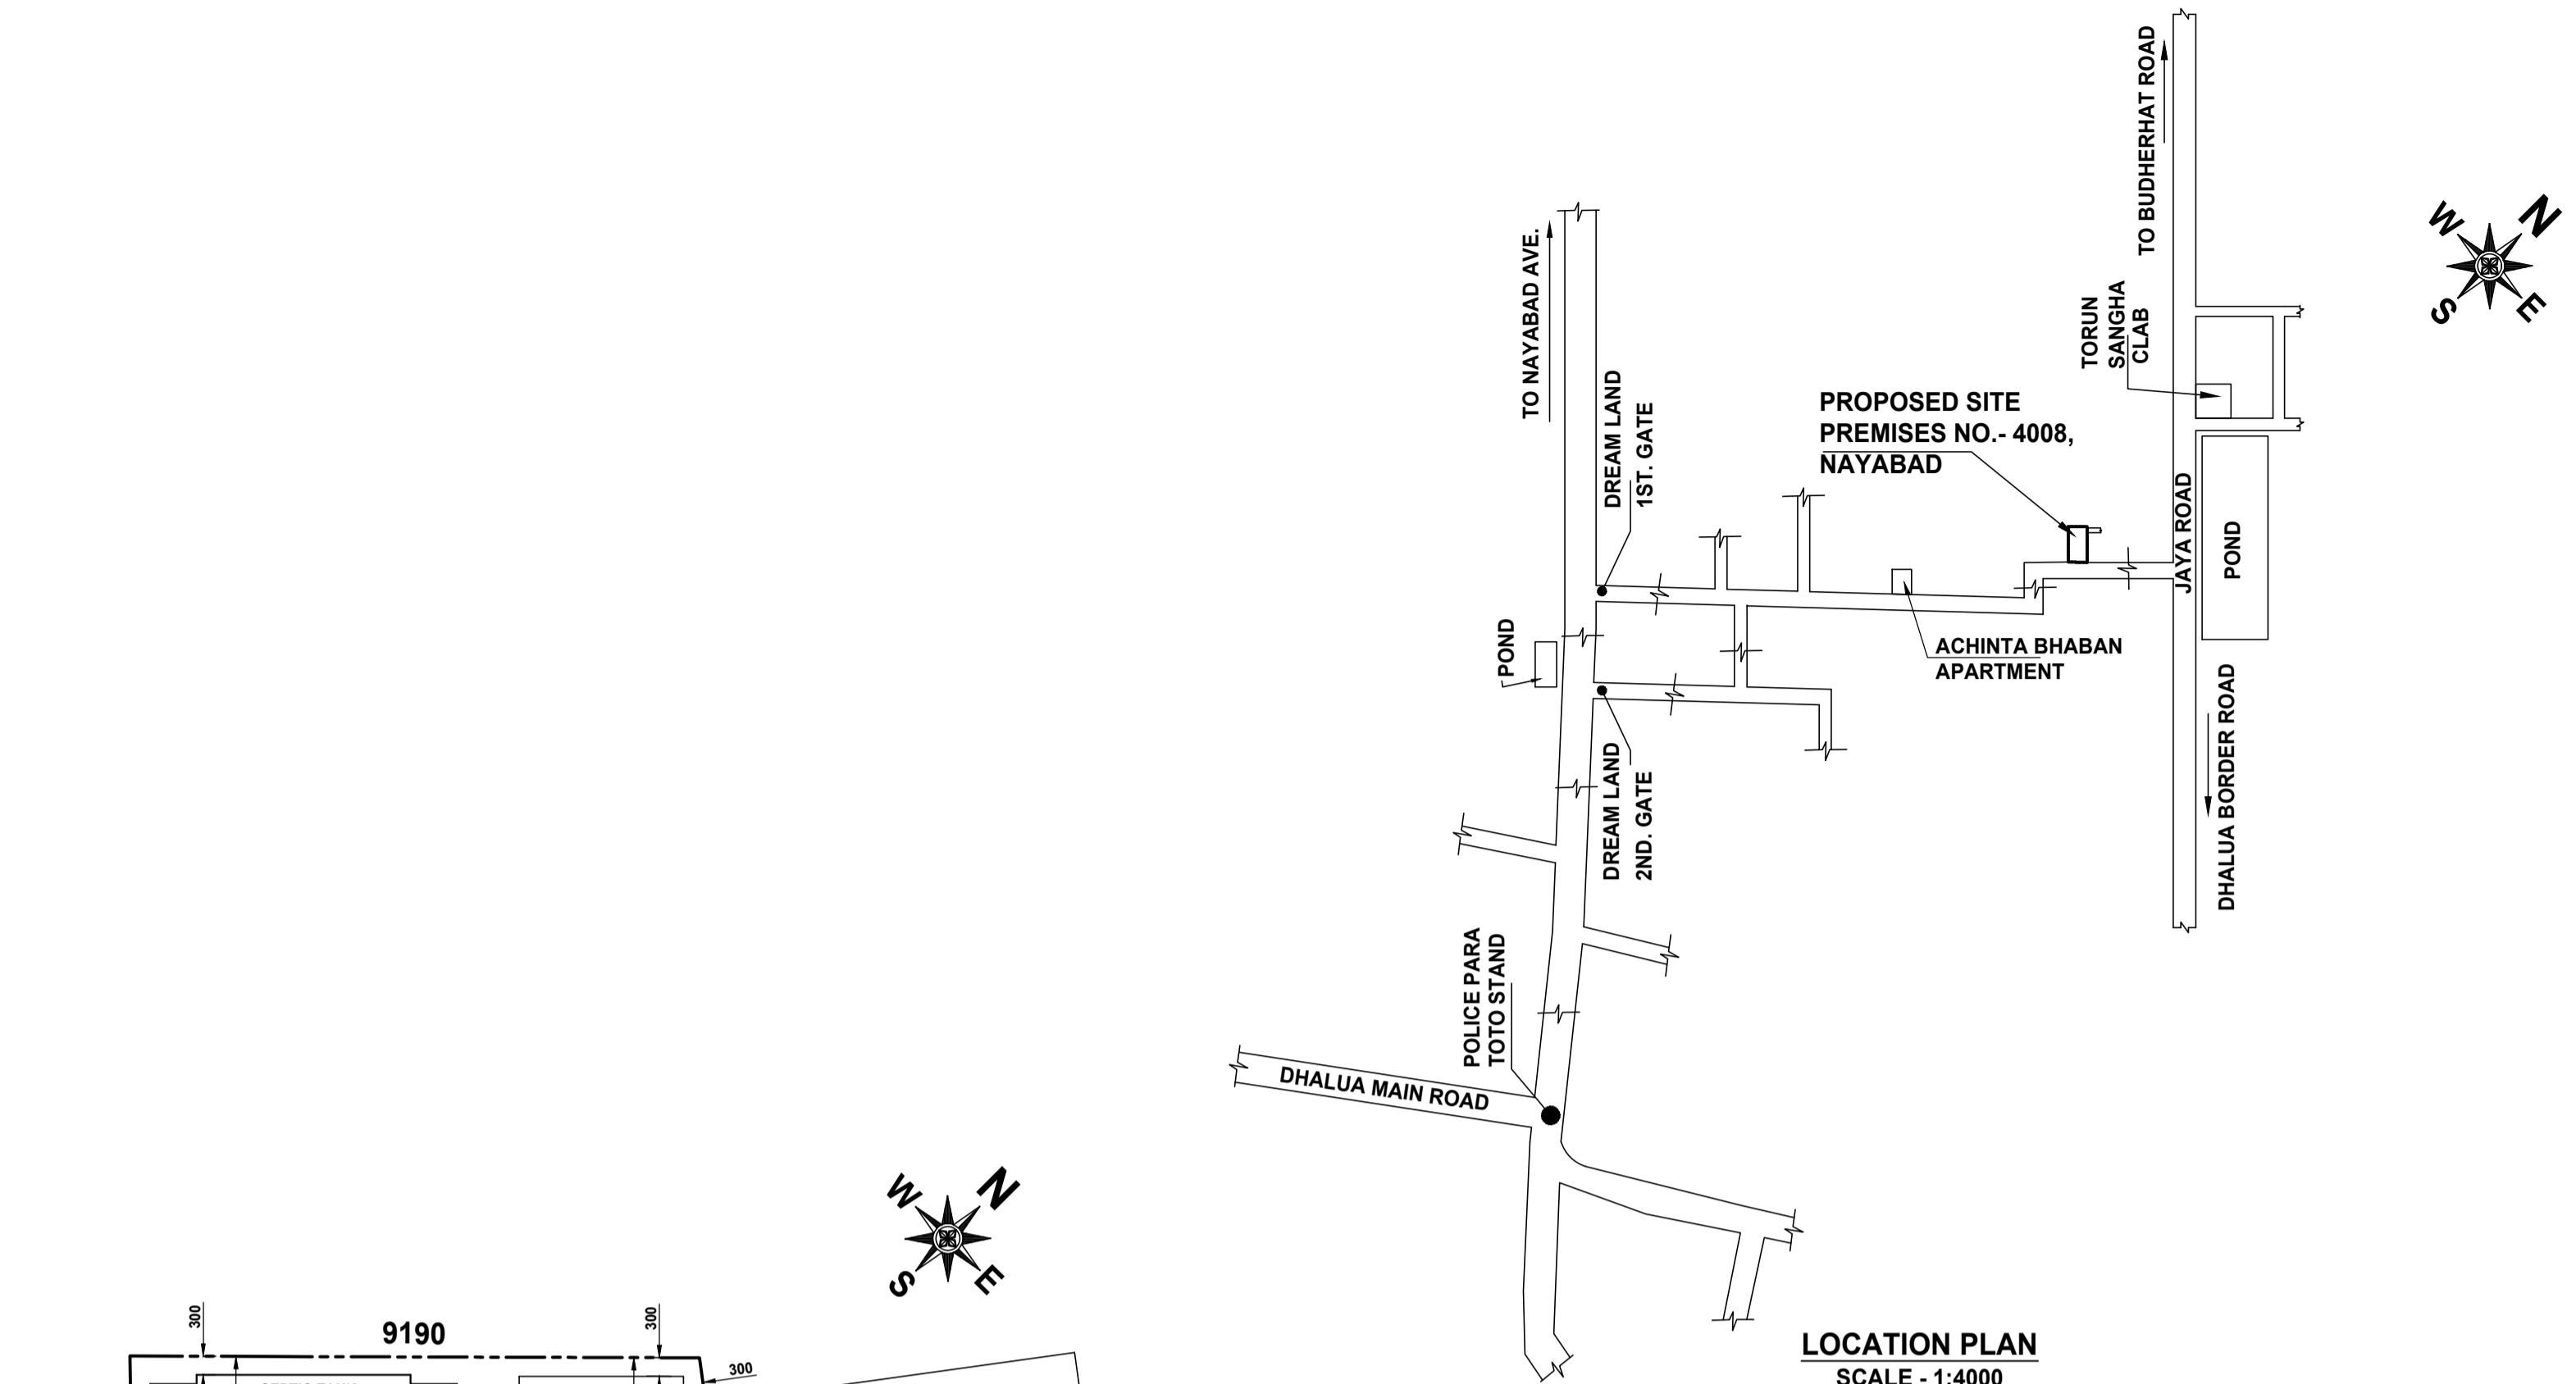 TO BUDHERHAT ROAD
W
N
S
E
TO NAYABAD AVE.
TORUN
SANGHA
CLAB
DREAM LAND
1ST. GATE
PROPOSED SITE
PREMISES NO.- 4008,
NAYABAD
JAYA ROAD
POND
POND
ACHINTA BHABAN
APARTMENT
DHALUA BORDER ROAD
DREAM LAND
2ND. GATE
POLICE PARA
TOTO STAND
DHALUA MAIN ROAD
W
N
S
E
300
9190
300
300
LOCATION PLAN
SCALE - 1:4000